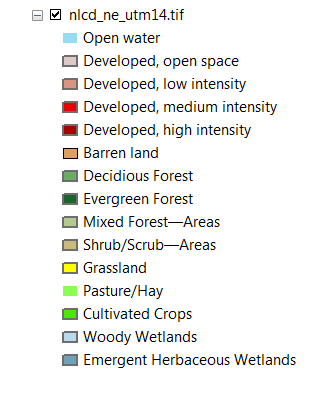 nlcd_ne_utm14.tif
Open water
Developed, open space
Developed, low intensity
Developed, medium intensity
Developed, high intensity
Barren land
Decidious Forest
Evergreen Forest
Mixed Forest—Areas
Shrub/Scrub—Areas
Grassland
Pasture/Hay
Cultivated Crops
Woody Wetlands
Emergent Herbaceous Wetlands